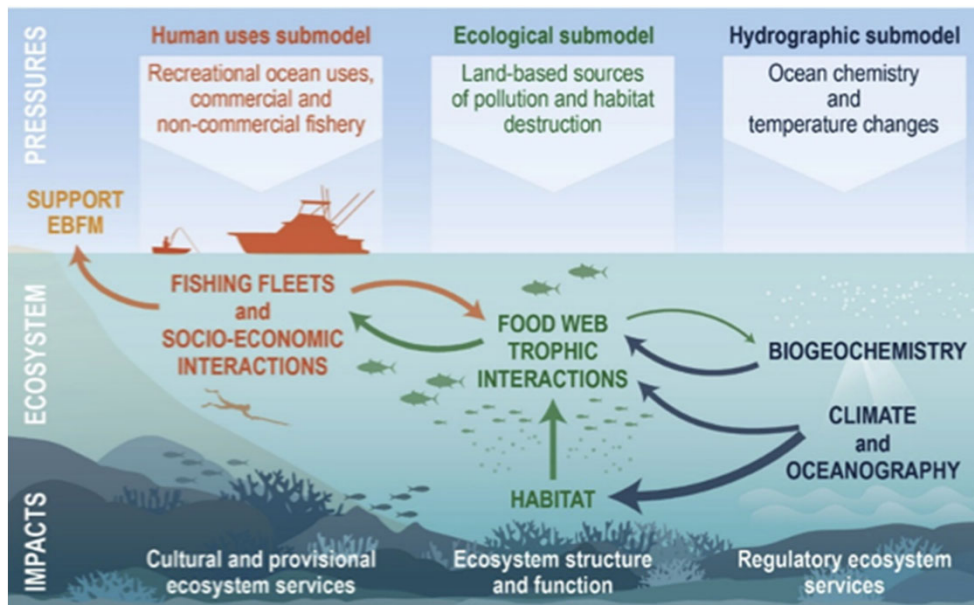 PRESSURES
Human uses submodel
Recreational ocean uses,
commercial and
non-commercial fishery
Ecological submodel
Land-based sources
of pollution and habitat
destruction
Hydrographic submodel
Ocean chemistry
and
temperature changes
SUPPORT
EBFM
ECOSYSTEM
FISHING FLEETS
and
SOCIO-ECONOMIC
INTERACTIONS
FOOD WEB
TROPHIC
INTERACTIONS
BIOGEOCHEMISTRY
CLIMATE
and
OCEANOGRAPHY
HABITAT
IMPACTS
Cultural and provisional
ecosystem services
Ecosystem structure
and function
Regulatory ecosystem
services